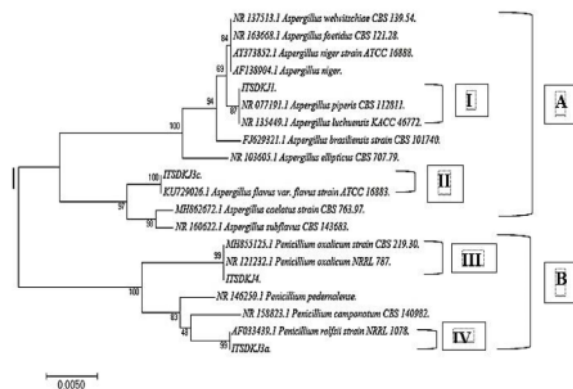 NR 137513.1 Aspergillus welwitschiae CBS 139.54.
NR 163668.1 Aspergillus foetidus CBS 121.28.
AT373852.1 Aspergillus niger strain ATCC 16888.
AF138904.1 Aspergillus niger.
ITSDKJ1.
NR 077191.1 Aspergillus piperis CBS 112811.
NR 135449.1 Aspergillus luchuensis KACC 46772.
FJ629321.1 Aspergillus brasiliensis strain CBS 101740.
NR 103605.1 Aspergillus ellipticus CBS 707.79.
ITSDKJ3c.
KU729026.1 Aspergillus flavus var. flavus strain ATCC 16883.
MH862672.1 Aspergillus caelatus strain CBS 763.97.
NR 160622.1 Aspergillus subflavus CBS 143683.
MH855125.1 Penicillium oxalicum strain CBS 219.30.
NR 121232.1 Penicillium oxalicum NRRL 787.
ITSDKJ4.
NR 146250.1 Penicillium pedernalense.
NR 158823.1 Penicillium camponotum CBS 140982.
AF033439.1 Penicillium rolfsii strain NRRL 1078.
ITSDKJ3a.
64
69
94
97
100
100
97
98
99
100
83
48
99
I
II
III
IV
A
B
0.0050